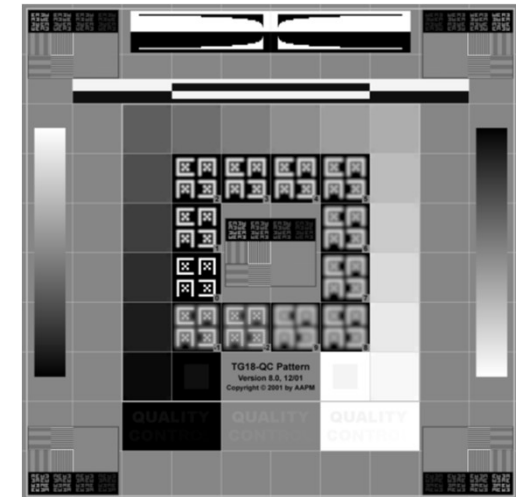 TG18-QC Pattern
Version 8.0, 12/01
Copyright © 2001 by AAPM
QUALITY QUALITY QUALITY
CONTROL CONTROL CONTROL